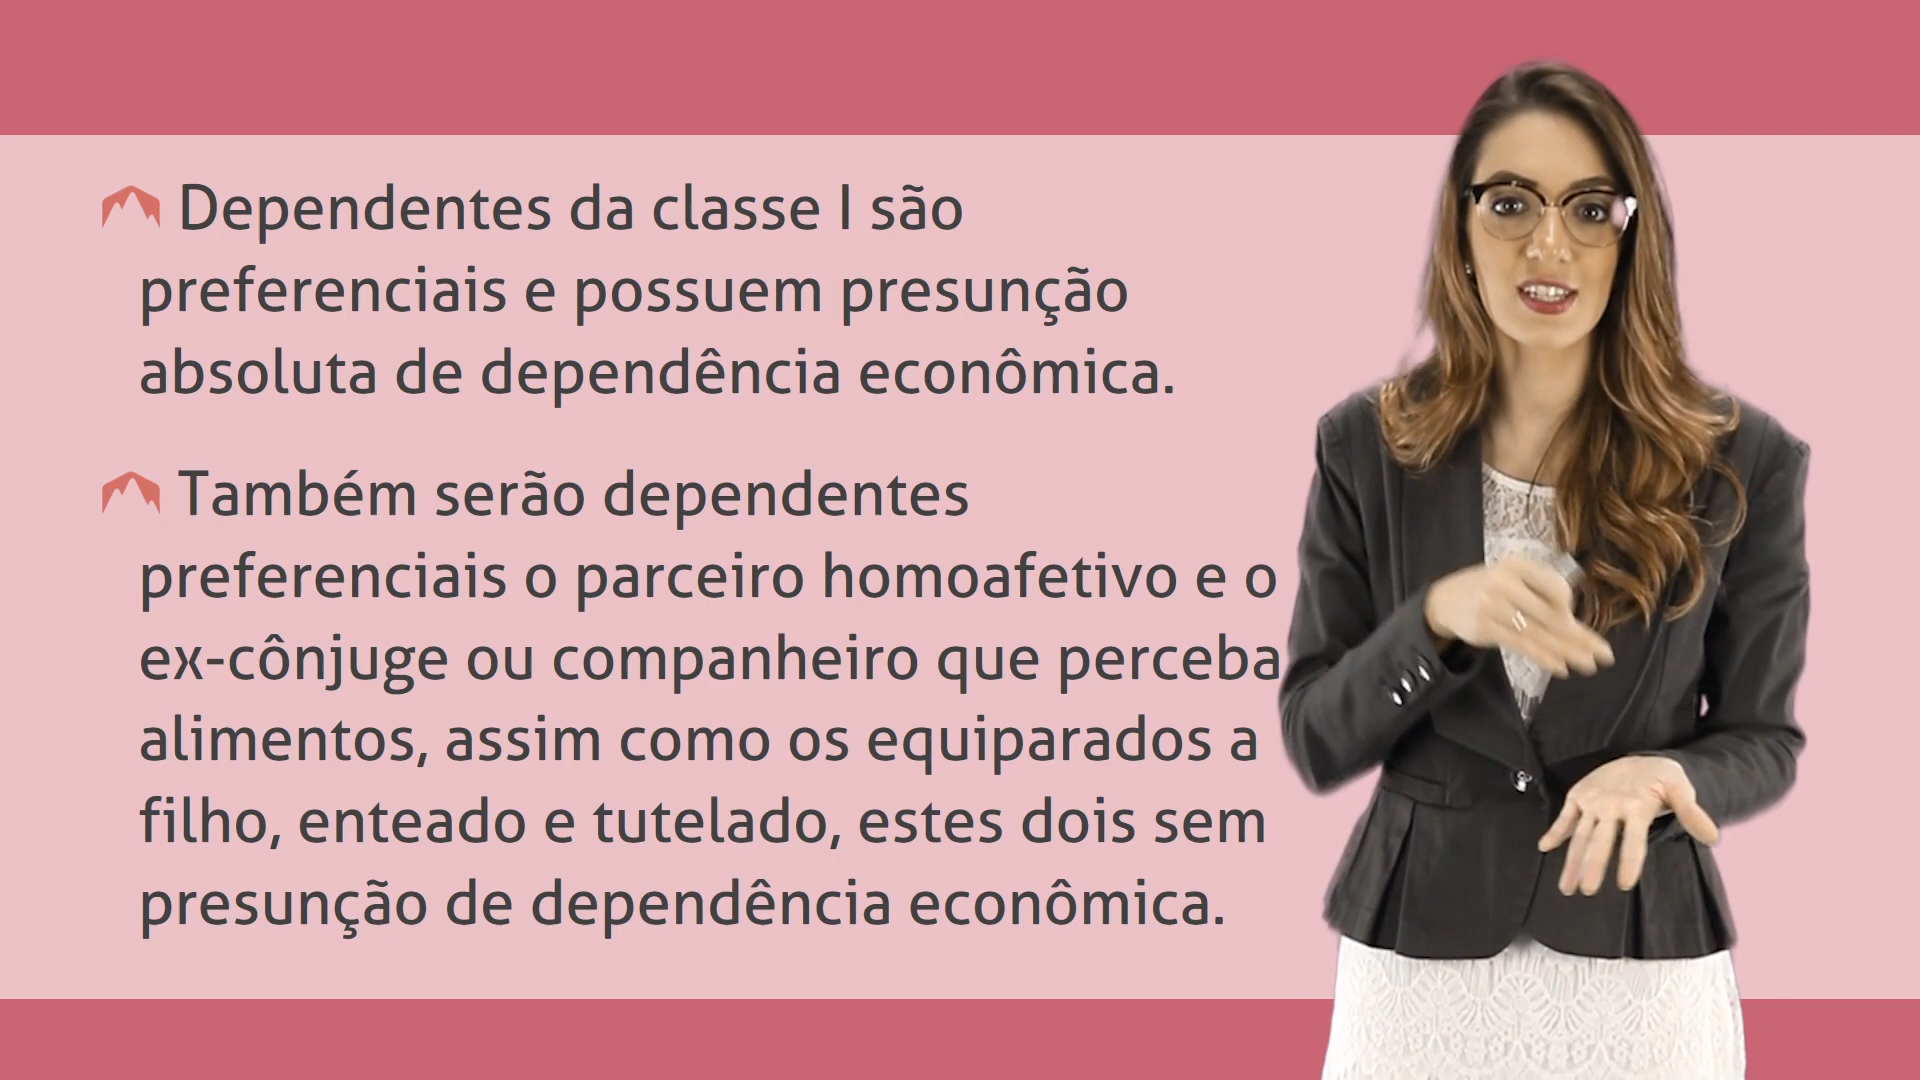 Dependentes da classe I são
preferenciais e possuem presunção
absoluta de dependência econômica.
Também serão dependentes
preferenciais o parceiro homoafetivo e o
ex-cônjuge ou companheiro que perceba
alimentos, assim como os equiparados a
filho, enteado e tutelado, estes dois sem
presunção de dependência econômica.